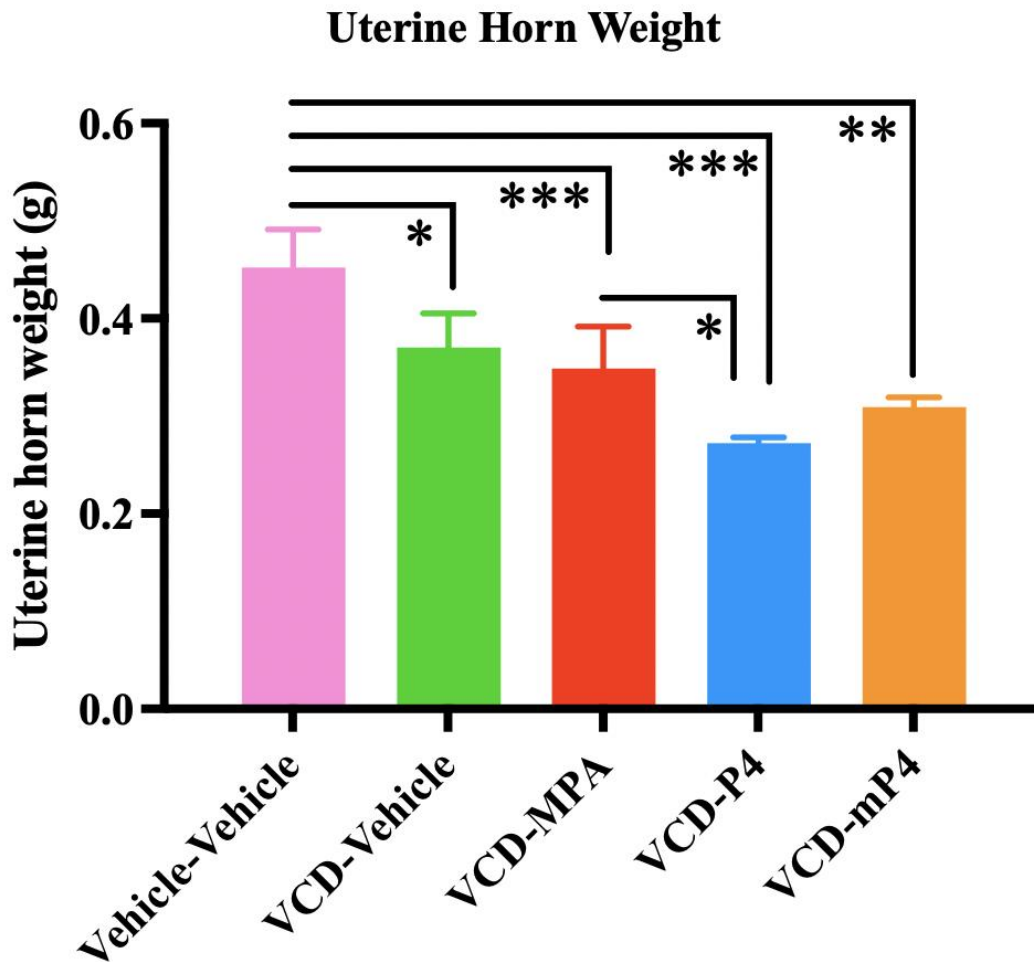 Uterine Horn Weight
Uterine horn weight (g)
0.6
0.4
0.2
0.0
**
***
***
*
*
Vehicle-Vehicle
VCD-Vehicle
VCD-MPA
VCD-P4
VCD-mP4